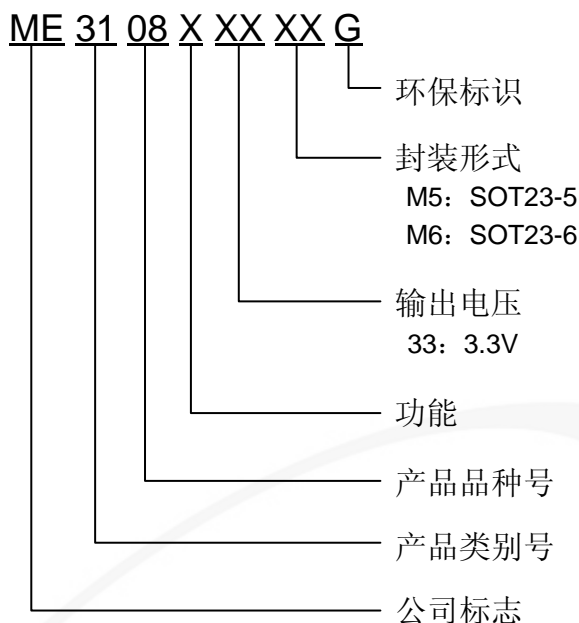 ME 31 08 X XX XX G
环保标识
封装形式
M5：SOT23-5
M6：SOT23-6
输出电压
33：3.3V
功能
产品品种号
产品类别号
公司标志